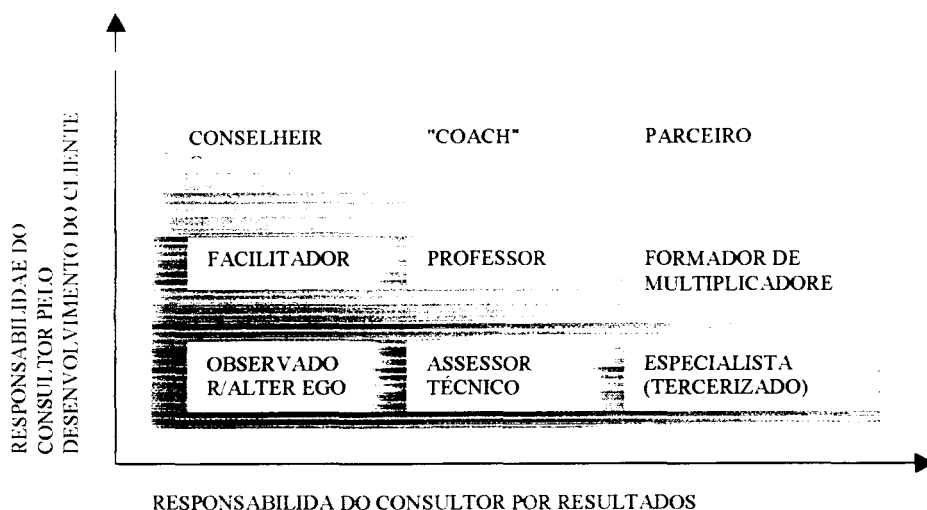 RESPONSABILIDAE DO
CONSULTOR PELO
DESENVOLVIMENTO DO CLIENTE
CONSELHEIR "COACH" PARCEIRO
FACILITADOR PROFESSOR FORMADOR DE
MULTIPLICADORE
OBSERVADO ASSESSOR ESPECIALISTA
R/ALTER EGO TÉCNICO (TERCERIZADO)
RESPONSABILIDA DO CONSULTOR POR RESULTADOS